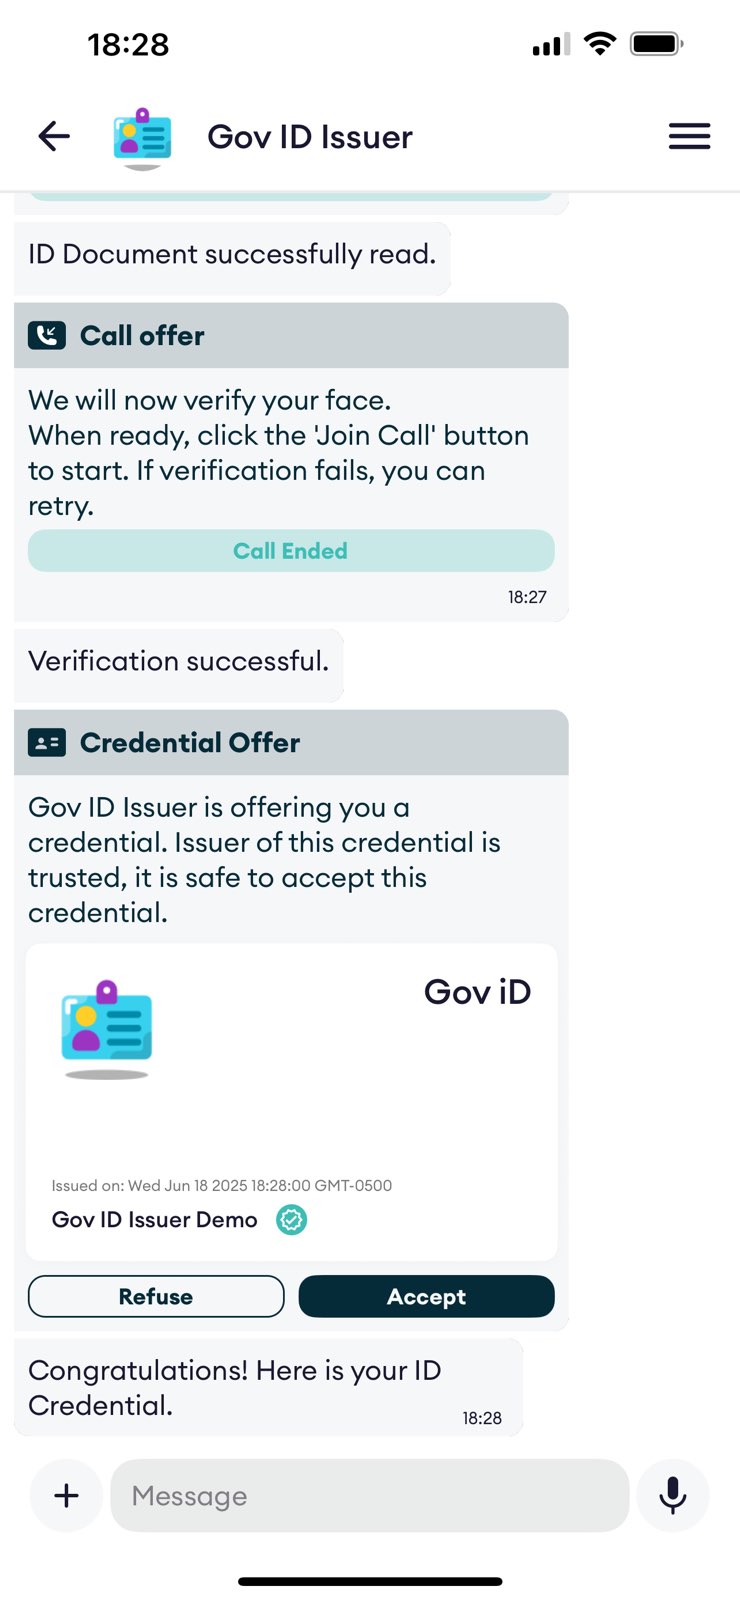 18:28
Gov ID Issuer
ID Document successfully read.
Call offer
We will now verify your face.
When ready, click the 'Join Call' button
to start. If verification fails, you can
retry.
Call Ended
18:27
Verification successful.
Credential Offer
Gov ID Issuer is offering you a
credential. Issuer of this credential is
trusted, it is safe to accept this
credential.
Gov iD
Issued on: Wed Jun 18 2025 18:28:00 GMT-0500
Gov ID Issuer Demo
Refuse
Accept
Congratulations! Here is your ID
Credential.
18:28
Message